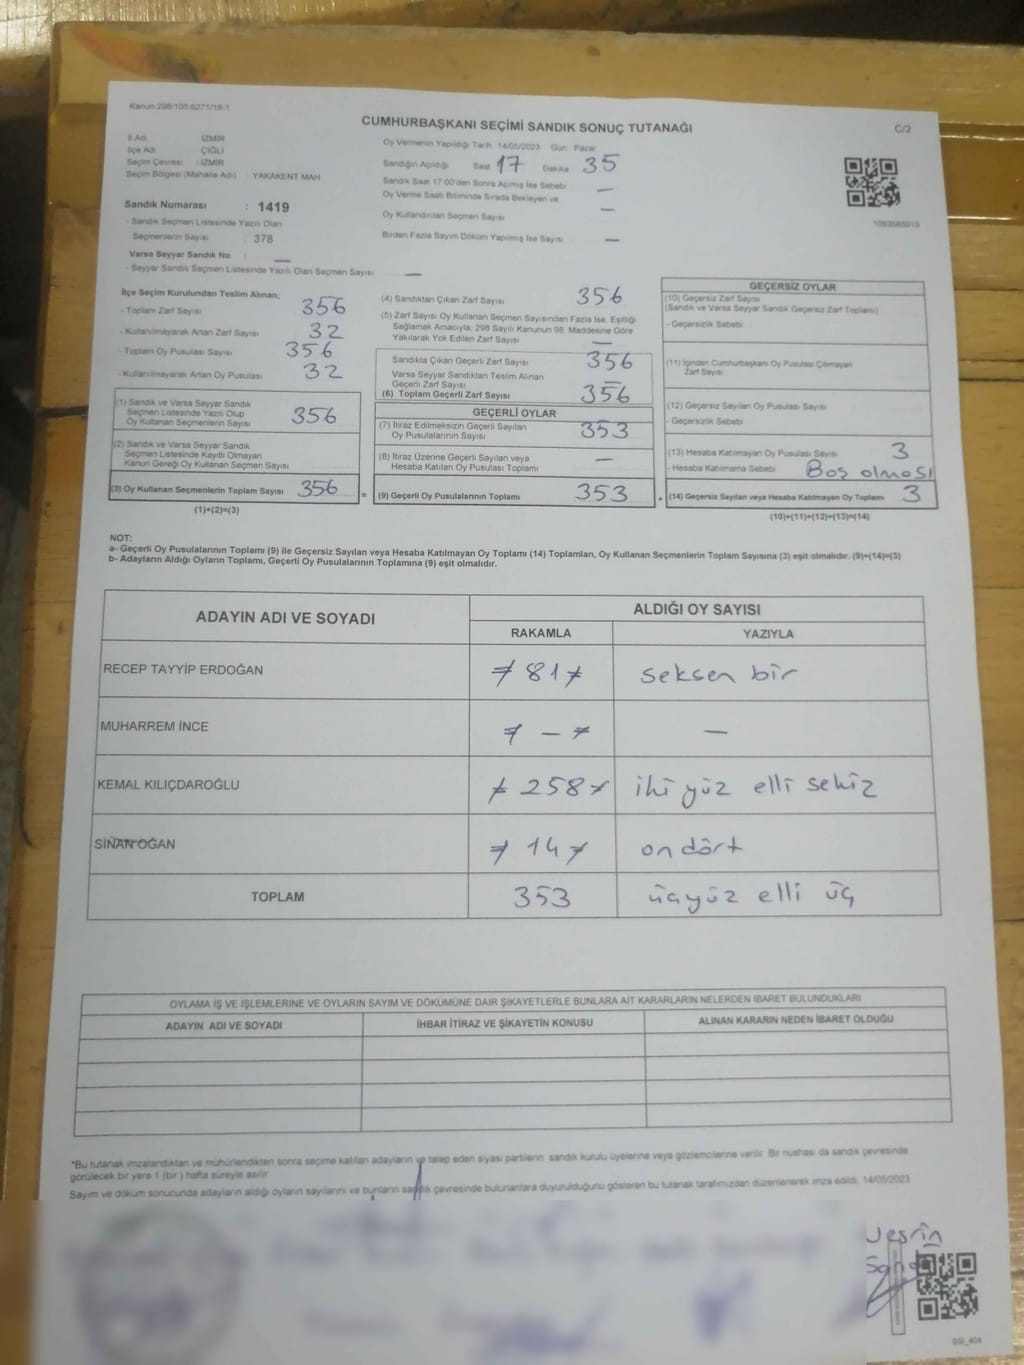 Kanun 298/105 6271/16-1
CUMHURBAŞKANI SEÇİMİ SANDIK SONUÇ TUTANAĞI
C/2
İl Adı İZMİR
İlçe Adı ÇİĞLİ
Seçim Çevresi : İZMİR
Seçim Bölgesi (Mahalle Adı) YAKAKENT MAH.
Sandık Numarası : 1419
- Sandık Seçmen Listesinde Yazılı Olan
Seçmenlerin Sayısı : 378
Varsa Seyyar Sandık No : —
- Seyyar Sandık Seçmen Listesinde Yazılı Olan Seçmen Sayısı —
Oy Vermenin Yapıldığı Tarih 14/05/2023 Gün: Pazar
Sandığın Açıldığı Saat 17 Dakika 35
Sandık Saat 17:00'den Sonra Açımış İse Sebebi —
Oy Verme Saati Bitiminde Sırada Bekleyen ve
Oy Kullandırılan Seçmen Sayısı —
Birden Fazla Sayım Döküm Yapılmış İse Sayısı —
İlçe Seçim Kurulundan Teslim Alınan;
- Toplam Zarf Sayısı 356
- Kullanılmayarak Artan Zarf Sayısı 32
- Toplam Oy Pusulası Sayısı 356
- Kullanılmayarak Artan Oy Pusulası 32
(1) Sandık ve Varsa Seyyar Sandık
Seçmen Listesinde Yazılı Olup
Oy Kullanan Seçmenlerin Sayısı 356
(2) Sandık ve Varsa Seyyar Sandık
Seçmen Listesinde Kayıtlı Olmayan
Kanun Gereği Oy Kullanan Seçmen Sayısı
(3) Oy Kullanan Seçmenlerin Toplam Sayısı 356 =
(1)+(2)=(3)
(4) Sandıktan Çıkan Zarf Sayısı 356
(5) Zarf Sayısı Oy Kullanan Seçmen Sayısından Fazla İse, Eşitliği
Sağlamak Amacıyla, 298 Sayılı Kanunun 98. Maddesine Göre
Yakılarak Yok Edilen Zarf Sayısı —
Sandıkta Çıkan Geçerli Zarf Sayısı 356
Varsa Seyyar Sandıktan Teslim Alınan
Geçerli Zarf Sayısı —
(6) Toplam Geçerli Zarf Sayısı 356
GEÇERLİ OYLAR
(7) İtiraz Edilmeksizin Geçerli Sayılan
Oy Pusulalarının Sayısı 353
(8) İtiraz Üzerine Geçerli Sayılan veya
Hesaba Katılan Oy Pusulası Toplamı —
(9) Geçerli Oy Pusulalarının Toplamı 353 +
GEÇERSİZ OYLAR
(10) Geçersiz Zarf Sayısı
(Sandık ve Varsa Seyyar Sandık Geçersiz Zarf Toplamı)
- Geçersizlik Sebebi
(11) İçinden Cumhurbaşkanı Oy Pusulası Çıkmayan
Zarf Sayısı
(12) Geçersiz Sayılan Oy Pusulası Sayısı
- Geçersizlik Sebebi
(13) Hesaba Katılmayan Oy Pusulası Sayısı 3
- Hesaba Katılmama Sebebi Boş olması
(14) Geçersiz Sayılan veya Hesaba Katılmayan Oy Toplamı 3
(10)+(11)+(12)+(13)=(14)
NOT:
a- Geçerli Oy Pusulalarının Toplamı (9) ile Geçersiz Sayılan veya Hesaba Katılmayan Oy Toplamı (14) Toplamları, Oy Kullanan Seçmenlerin Toplam Sayısına (3) eşit olmalıdır. (9)+(14)=(3)
b- Adayların Aldığı Oyların Toplamı, Geçerli Oy Pusulalarının Toplamına (9) eşit olmalıdır.
ADAYIN ADI VE SOYADI ALDIĞI OY SAYISI
RAKAMLA YAZIYLA
RECEP TAYYİP ERDOĞAN 81 seksen bir
MUHARREM İNCE — —
KEMAL KILIÇDAROĞLU 258 iki yüz elli sekiz
SİNAN OĞAN 14 on dört
TOPLAM 353 üçyüz elli üç
OYLAMA İŞ VE İŞLEMLERİNE VE OYLARIN SAYIM VE DÖKÜMÜNE DAİR ŞİKAYETLERLE BUNLARA AİT KARARLARIN NELERDEN İBARET BULUNDUKLARI
ADAYIN ADI VE SOYADI İHBAR İTİRAZ VE ŞİKAYETİN KONUSU ALINAN KARARIN NEDEN İBARET OLDUĞU
"Bu tutanak imzalandıktan ve mühürlendikten sonra seçime katılan adayların ve talep eden siyasi partilerin sandık kurulu üyelerine veya gözlemcilerine verilir. Bir nüshası da sandık çevresinde
görülecek bir yere 1 (bir) hafta süreyle asılır.
Sayım ve döküm sonucunda adayların aldığı oyların sayılarını ve bunların sandık çevresinde bulunanlara duyurulduğunu gösteren bu tutanak tarafımızdan düzenlenerek imza edildi. 14/05/2023